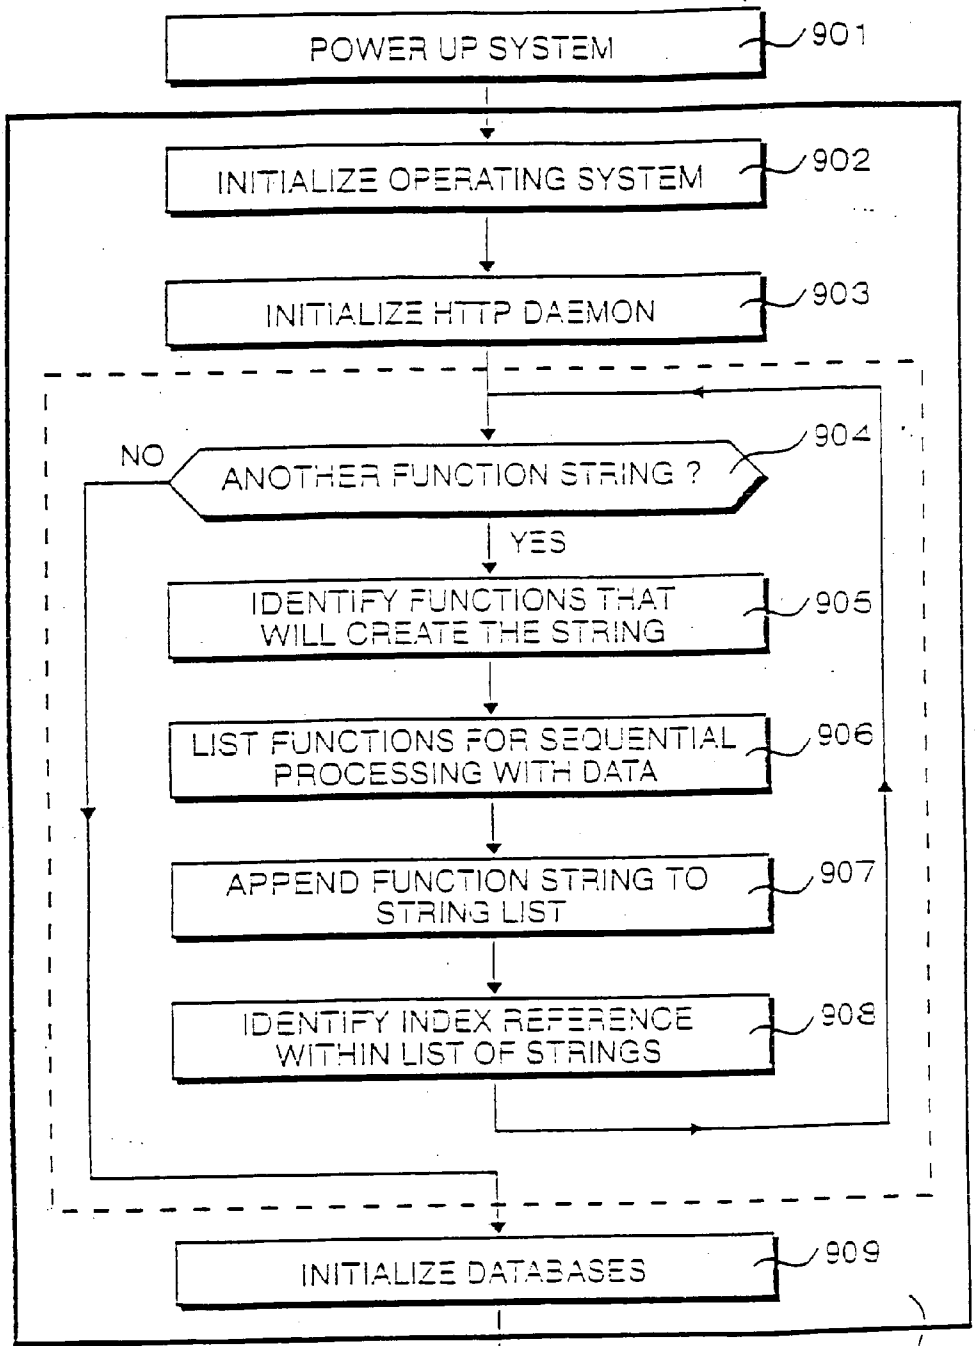 POWER UP SYSTEM
901
INITIALIZE OPERATING SYSTEM
902
INITIALIZE HTTP DAEMON
903
NO
ANOTHER FUNCTION STRING ?
904
YES
IDENTIFY FUNCTIONS THAT
WILL CREATE THE STRING
905
LIST FUNCTIONS FOR SEQUENTIAL
PROCESSING WITH DATA
906
APPEND FUNCTION STRING TO
STRING LIST
907
IDENTIFY INDEX REFERENCE
WITHIN LIST OF STRINGS
908
INITIALIZE DATABASES
909